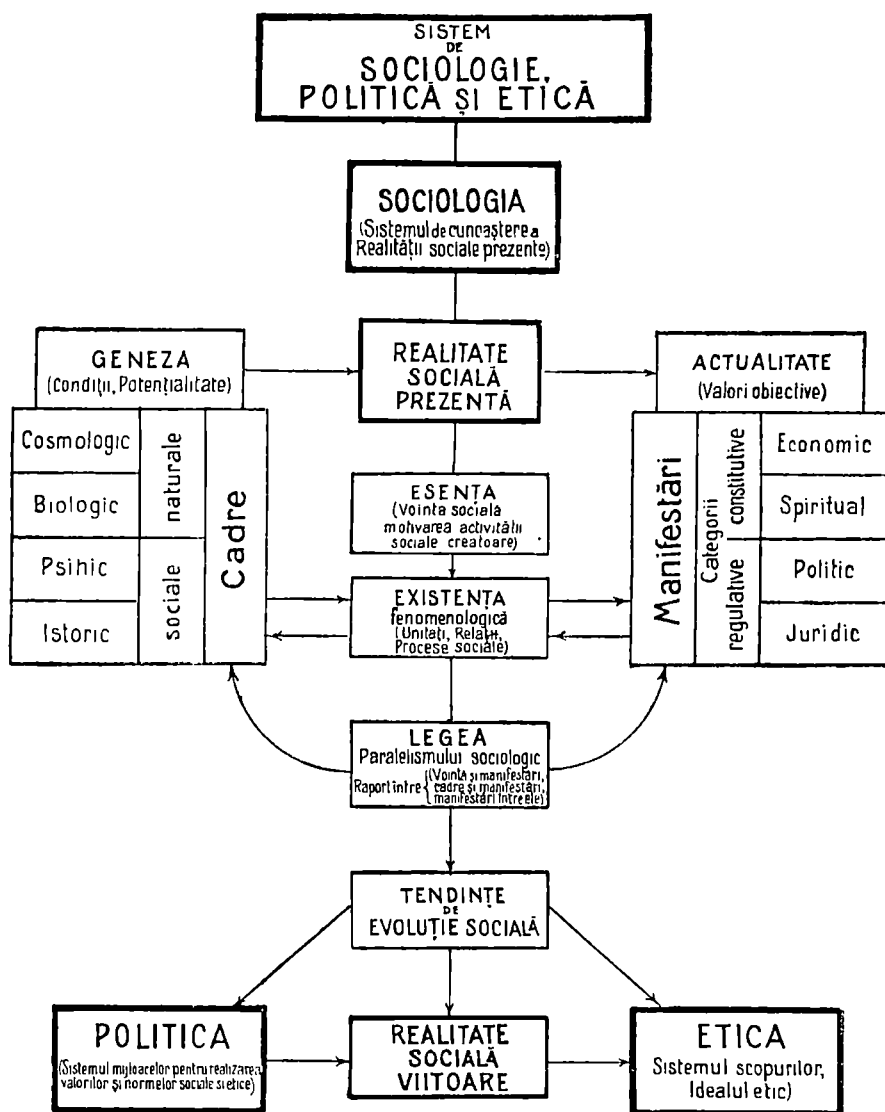 SISTEM
DE
SOCIOLOGIE,
POLITICĂ ȘI ETICĂ
SOCIOLOGIA
(Sistemul de cunoaștere a
Realității sociale prezente)
GENEZA
(Condiții, Potențialitate)
REALITATE
SOCIALĂ
PREZENTĂ
ACTUALITATE
(Valori obiective)
Cosmologic
Biologic
Psihic
Istoric
naturale
sociale
Cadre
ESENȚA
(Voința socială
motivarea activității
sociale creatoare)
EXISTENȚA
fenomenologică
(Unități, Relații,
Procese sociale)
Manifestări
Categorii
constitutive
regulative
Economic
Spiritual
Politic
Juridic
LEGEA
Paralelismului sociologic
Raport între
(Voință și manifestări,
cadre și manifestări,
manifestări între ele)
TENDINȚE
DE
EVOLUȚIE SOCIALĂ
POLITICA
(Sistemul mijloacelor pentru realizarea
valorilor și normelor sociale si etice)
REALITATE
SOCIALĂ
VIITOARE
ETICA
Sistemul scopurilor,
Idealul etic)